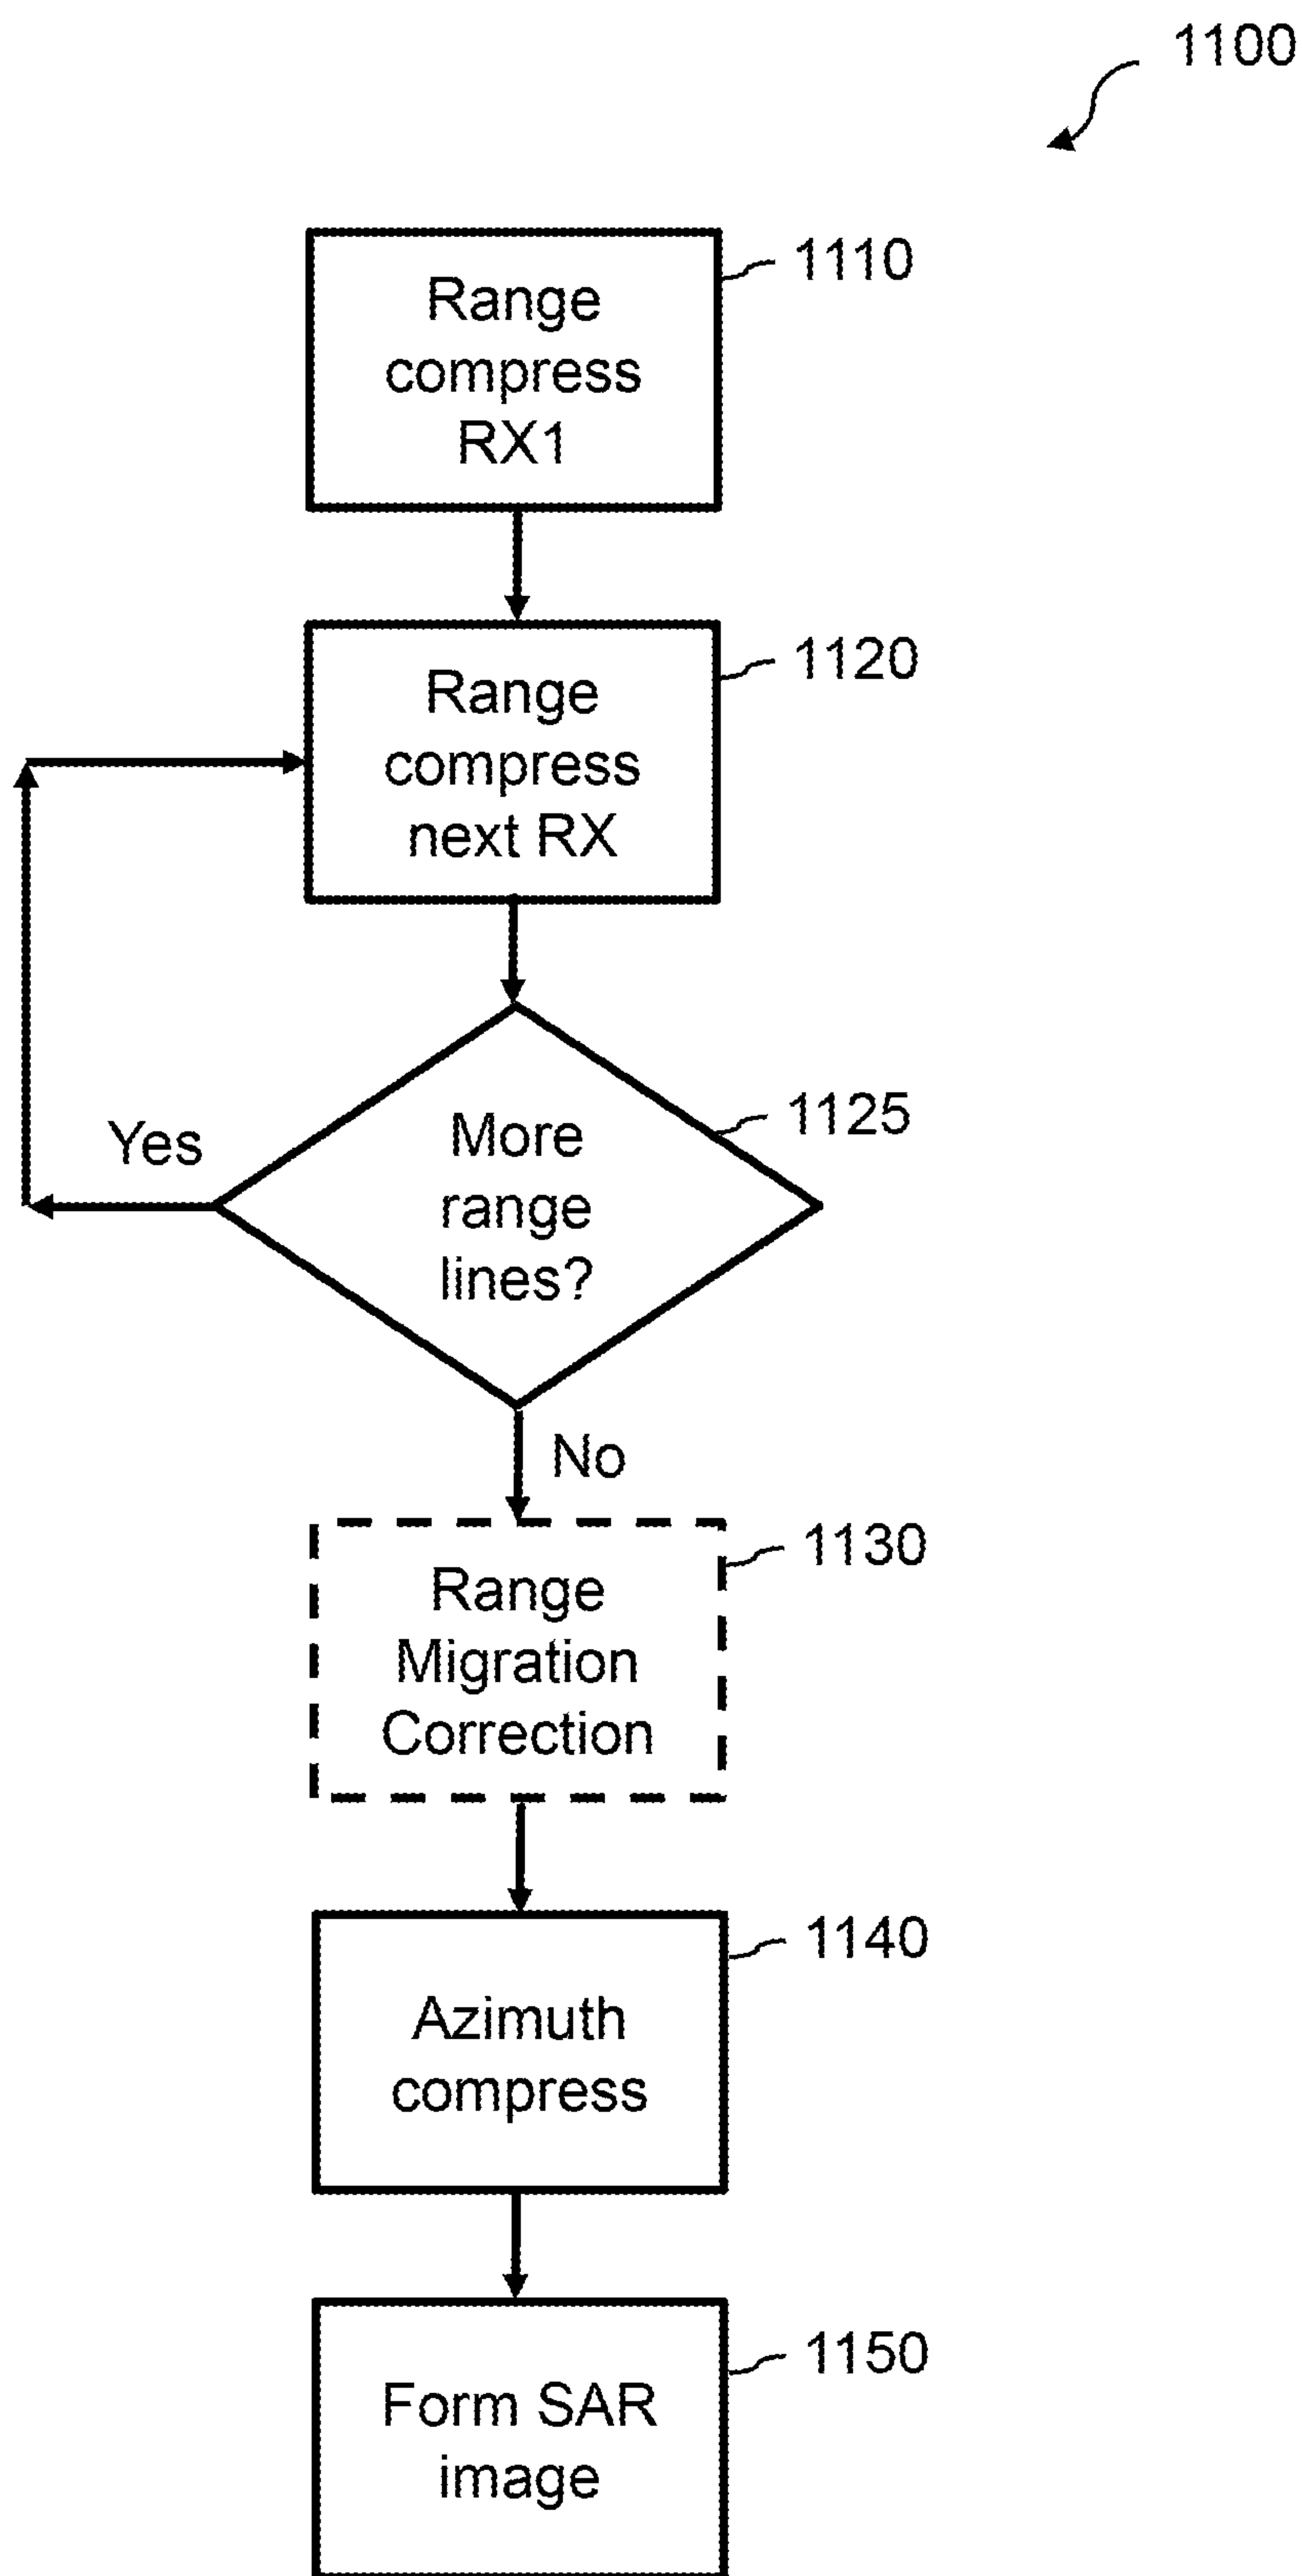 1100
Range
compress
RX1
1110
Range
compress
next RX
1120
More
range
lines?
1125
Yes
No
Range
Migration
Correction
1130
Azimuth
compress
1140
Form SAR
image
1150